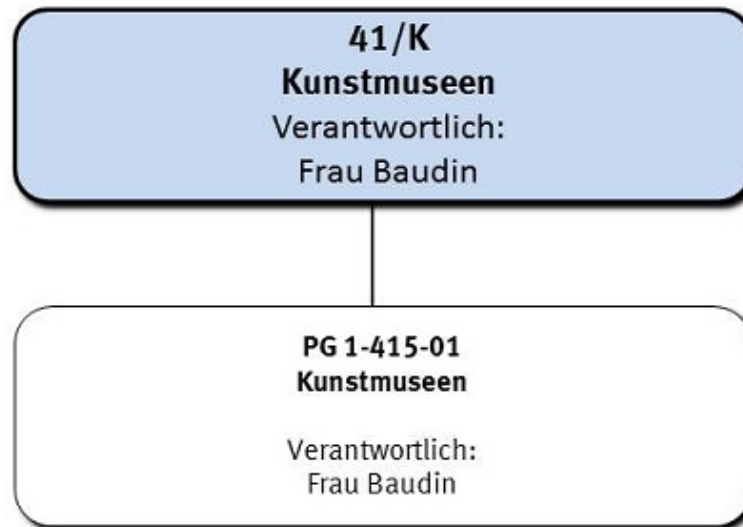 41/K
Kunstmuseen
Verantwortlich:
Frau Baudin
PG 1-415-01
Kunstmuseen
Verantwortlich:
Frau Baudin